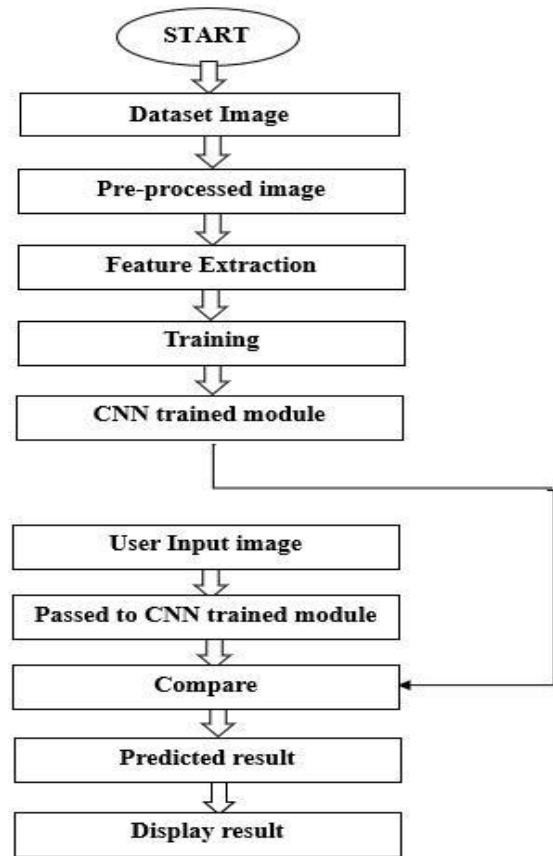 START
Dataset Image
Pre-processed image
Feature Extraction
Training
CNN trained module
User Input image
Passed to CNN trained module
Compare
Predicted result
Display result